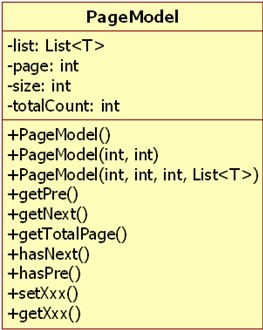 PageModel
-list: List<T>
-page: int
-size: int
-totalCount: int
+PageModel()
+PageModel(int, int)
+PageModel(int, int, int, List<T>)
+getPre()
+getNext()
+getTotalPage()
+hasNext()
+hasPre()
+setXxx()
+getXxx()